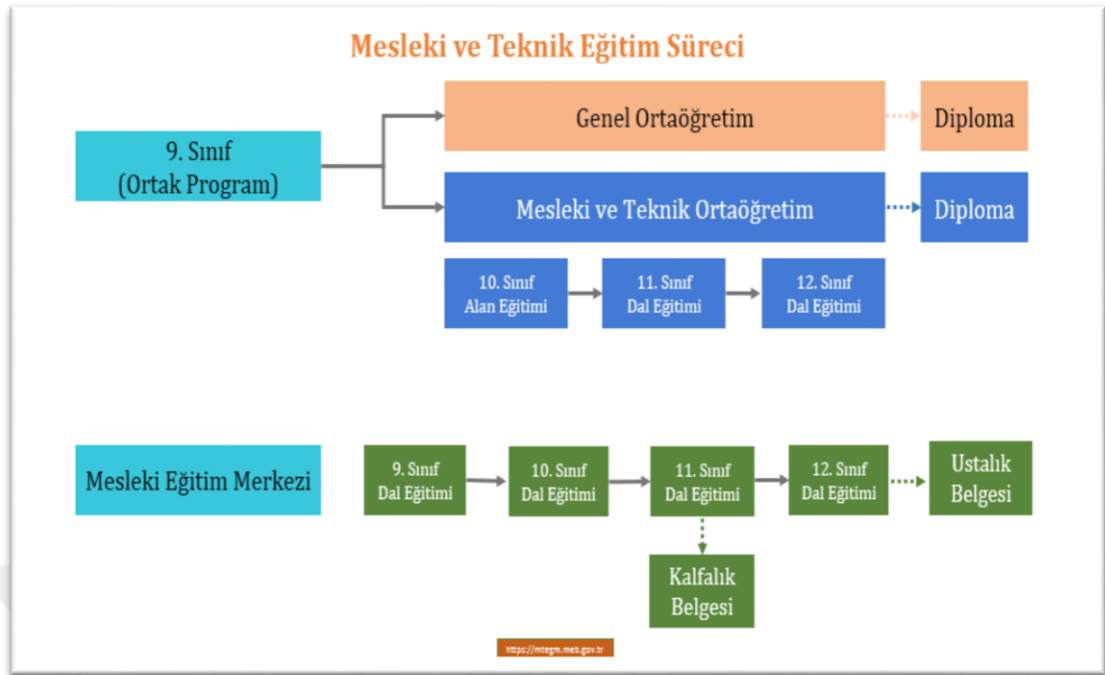 Mesleki ve Teknik Eğitim Süreci
9. Sınıf
(Ortak Program)
Genel Ortaöğretim
Diploma
Mesleki ve Teknik Ortaöğretim
Diploma
10. Sınıf
Alan Eğitimi
11. Sınıf
Dal Eğitimi
12. Sınıf
Dal Eğitimi
Mesleki Eğitim Merkezi
9. Sınıf
Dal Eğitimi
10. Sınıf
Dal Eğitimi
11. Sınıf
Dal Eğitimi
12. Sınıf
Dal Eğitimi
Ustalık
Belgesi
Kalfalık
Belgesi
https://mtegm.meb.gov.tr